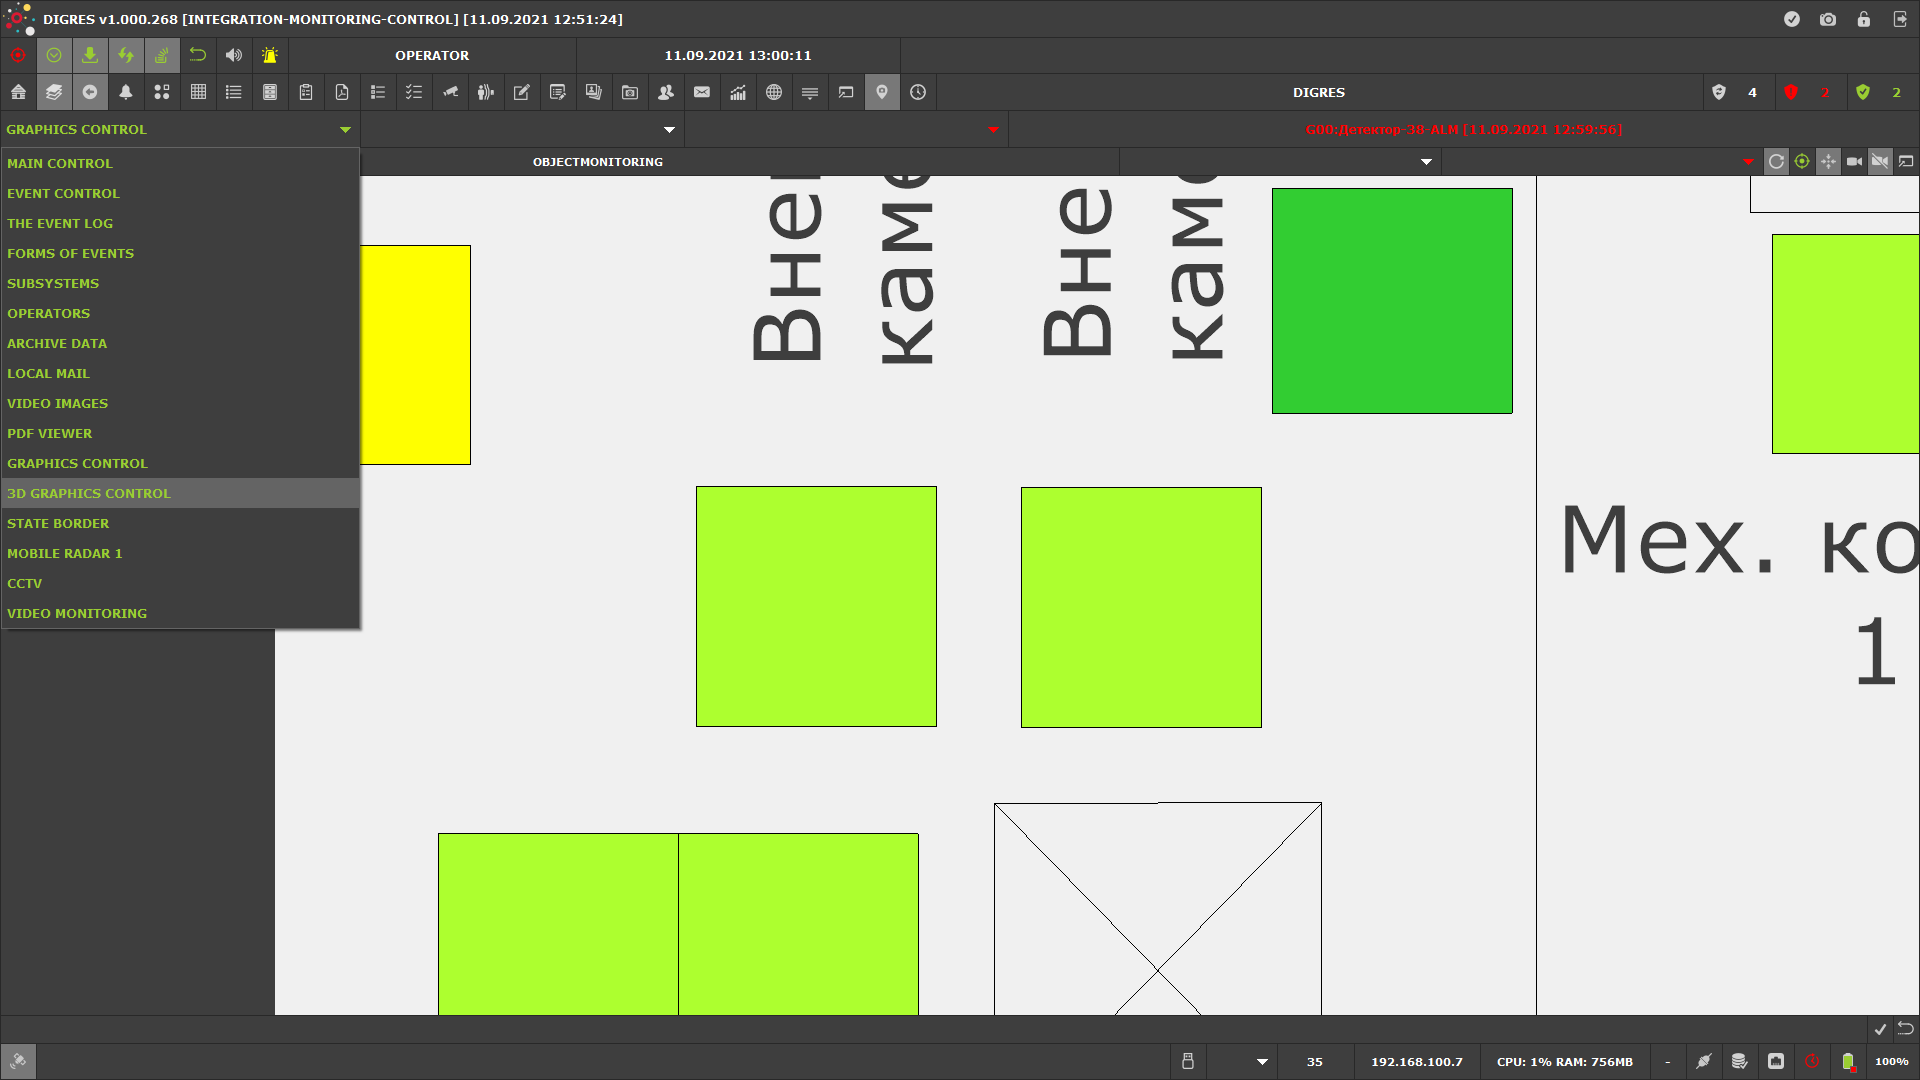 DIGRES v1.000.268 [INTEGRATION-MONITORING-CONTROL] [11.09.2021 12:51:24]
OPERATOR
11.09.2021 13:00:11
DIGRES
4
2
2
GRAPHICS CONTROL
G00:Детектор-38-ALM [11.09.2021 12:59:56]
OBJECTMONITORING
MAIN CONTROL
EVENT CONTROL
THE EVENT LOG
FORMS OF EVENTS
SUBSYSTEMS
OPERATORS
ARCHIVE DATA
LOCAL MAIL
VIDEO IMAGES
PDF VIEWER
GRAPHICS CONTROL
3D GRAPHICS CONTROL
STATE BORDER
MOBILE RADAR 1
CCTV
VIDEO MONITORING
Вне
каме
Вне
каме
Мех. ко
1
35
192.168.100.7
CPU: 1% RAM: 756MB
-
100%